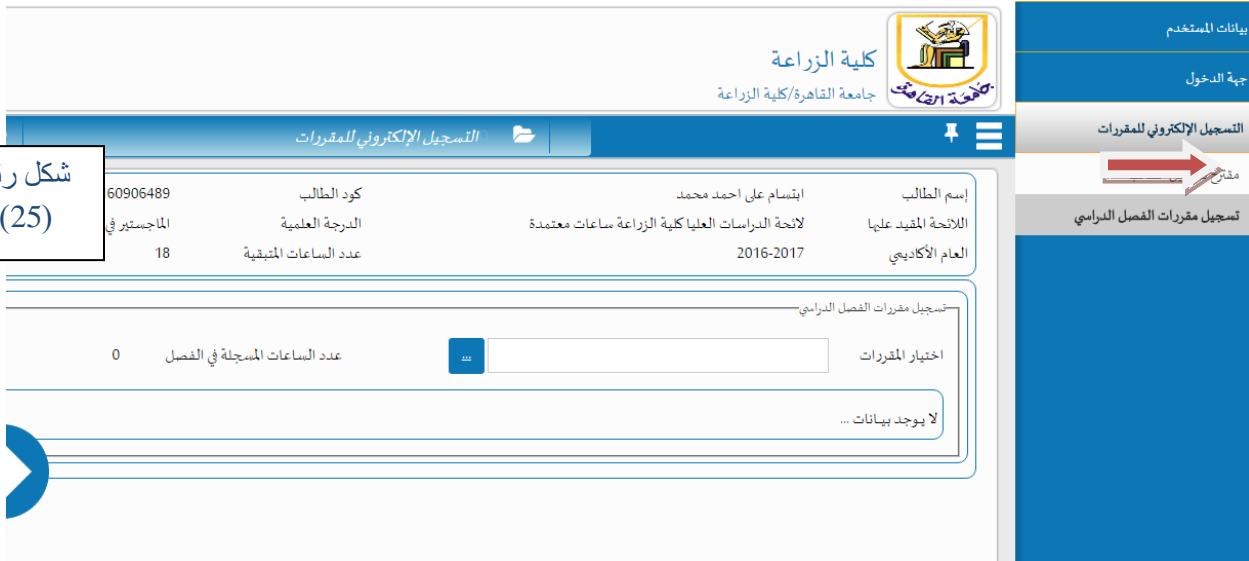 بيانات المستخدم
جهة الدخول
التسجيل الإلكتروني للمقررات
تسجيل مقررات الفصل الدراسي
كلية الزراعة
جامعة القاهرة/كلية الزراعة
جامعة القاهرة
التسجيل الإلكتروني للمقررات
شكل
(25)
إسم الطالب ابتسام على احمد محمد كود الطالب 60906489
اللائحة المقيد عليها لائحة الدراسات العليا كلية الزراعة ساعات معتمدة الدرجة العلمية الماجستير في
العام الأكاديمي 2016-2017 عدد الساعات المتبقية 18
تسجيل مقررات الفصل الدراسي
اختيار المقررات ... عدد الساعات المسجلة في الفصل 0
لا يوجد بيانات ...